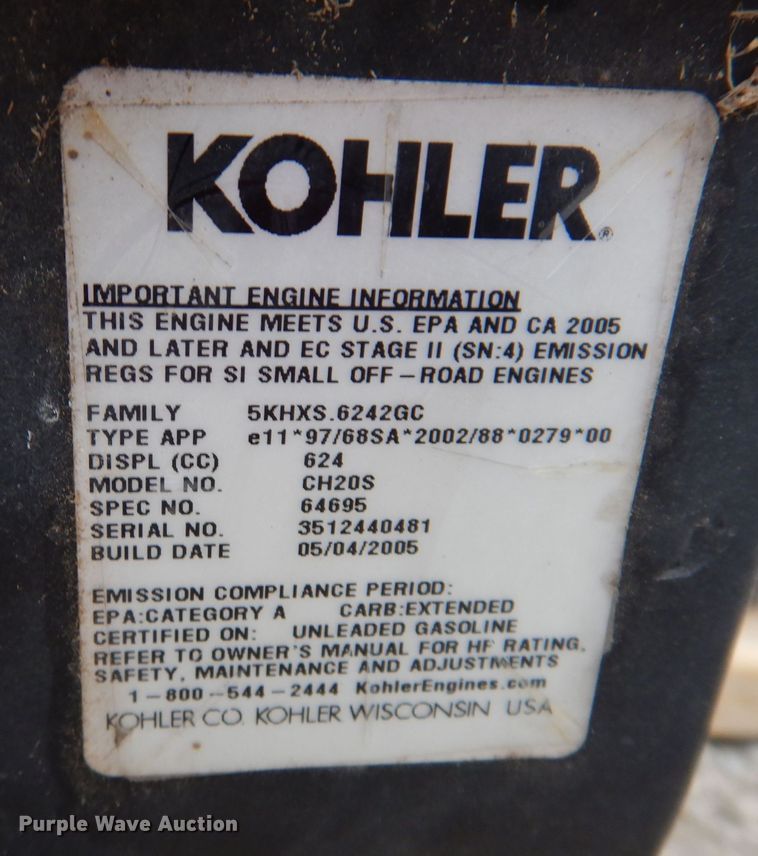 KOHLER®
IMPORTANT ENGINE INFORMATION
THIS ENGINE MEETS U.S. EPA AND CA 2005
AND LATER AND EC STAGE II (SN:4) EMISSION
REGS FOR SI SMALL OFF-ROAD ENGINES
FAMILY 5KHXS.6242GC
TYPE APP e11*97/68SA*2002/88*0279*00
DISPL (CC) 624
MODEL NO. CH20S
SPEC NO. 64695
SERIAL NO. 3512440481
BUILD DATE 05/04/2005
EMISSION COMPLIANCE PERIOD:
EPA:CATEGORY A CARB:EXTENDED
CERTIFIED ON: UNLEADED GASOLINE
REFER TO OWNER'S MANUAL FOR HP RATING,
SAFETY, MAINTENANCE AND ADJUSTMENTS
1-800-544-2444 KohlerEngines.com
KOHLER CO. KOHLER WISCONSIN USA
Purple Wave Auction